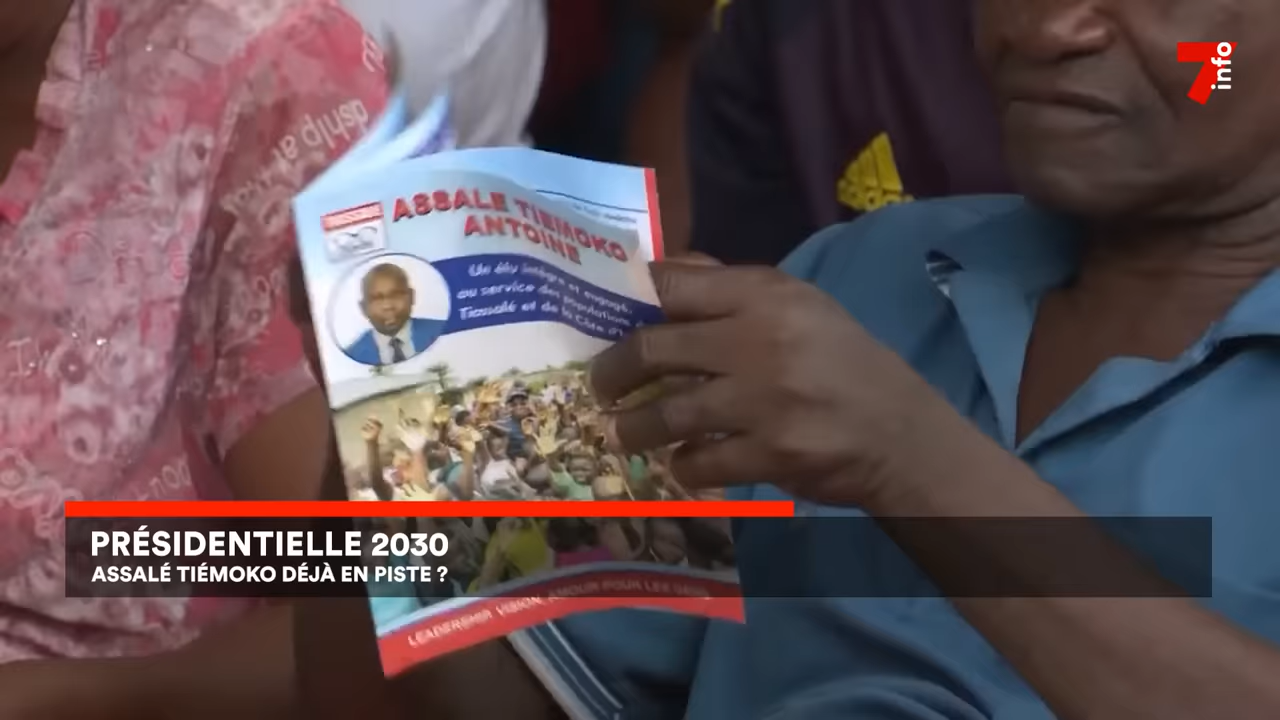 7info
ASSALE TIEMOKO
ANTOINE
Un élu intègre et engagé,
au service des populations
Tiassalé et de la Côte
PRÉSIDENTIELLE 2030
ASSALÉ TIÉMOKO DÉJÀ EN PISTE ?
LEADERSHIP, VISION, AMOUR POUR LES